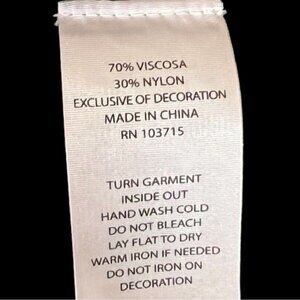 70% VISCOSA
30% NYLON
EXCLUSIVE OF DECORATION
MADE IN CHINA
RN 103715
TURN GARMENT
INSIDE OUT
HAND WASH COLD
DO NOT BLEACH
LAY FLAT TO DRY
WARM IRON IF NEEDED
DO NOT IRON ON
DECORATION